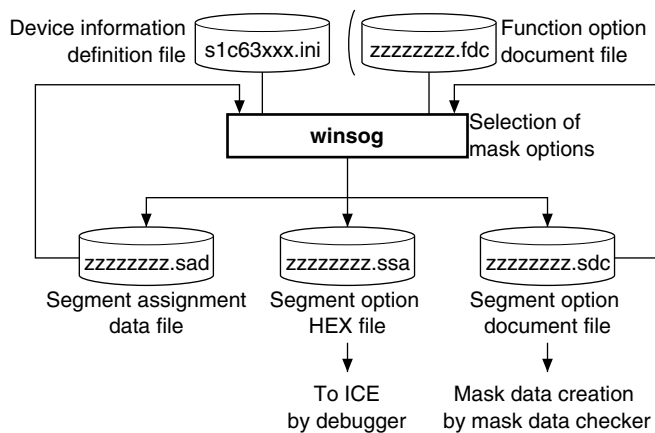 Device information
definition file
s1c63xxx.ini
zzzzzzzz.fdc
Function option
document file
winsog
Selection of
mask options
zzzzzzzz.sad
zzzzzzzz.ssa
zzzzzzzz.sdc
Segment assignment
data file
Segment option
HEX file
Segment option
document file
To ICE
by debugger
Mask data creation
by mask data checker